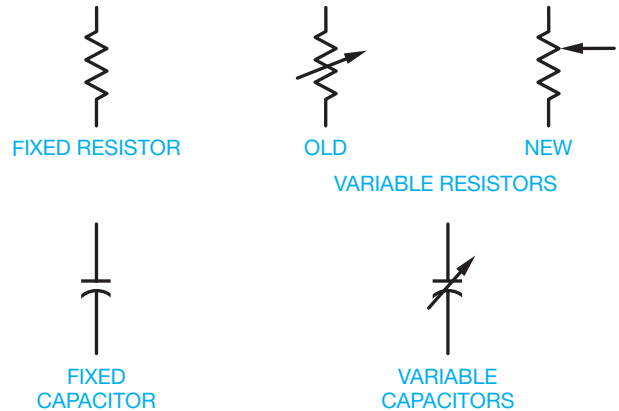 FIXED RESISTOR
OLD
NEW
VARIABLE RESISTORS
FIXED
CAPACITOR
VARIABLE
CAPACITORS